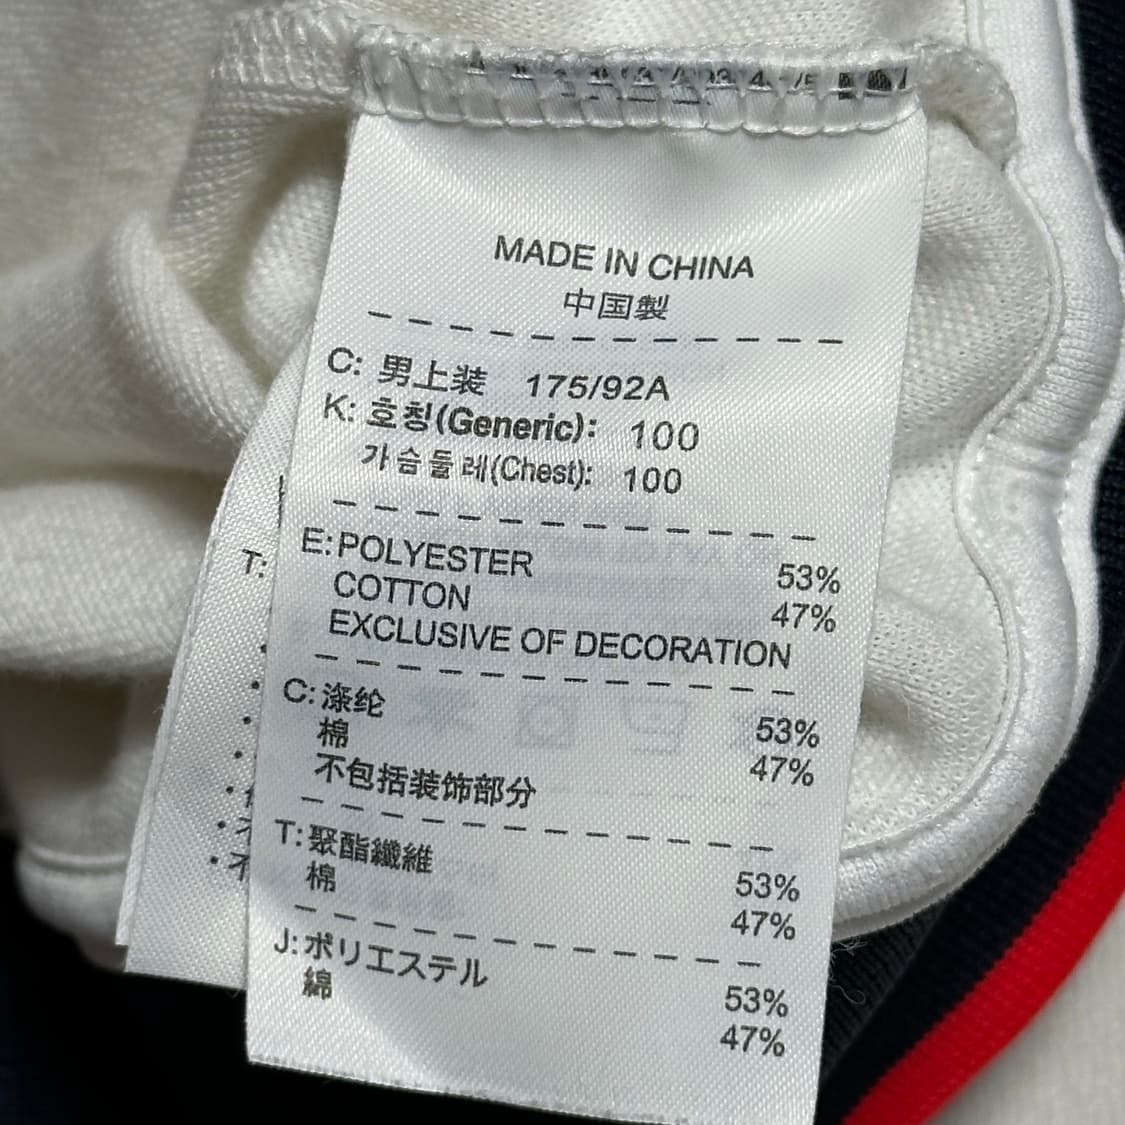 MADE IN CHINA
中国製
C: 男上装 175/92A
K: 호칭(Generic): 100
가슴둘레(Chest): 100
E: POLYESTER 53%
COTTON 47%
EXCLUSIVE OF DECORATION
C: 涤纶 53%
棉 47%
不包括装饰部分
T: 聚酯纖維 53%
棉 47%
J: ポリエステル 53%
綿 47%
T: